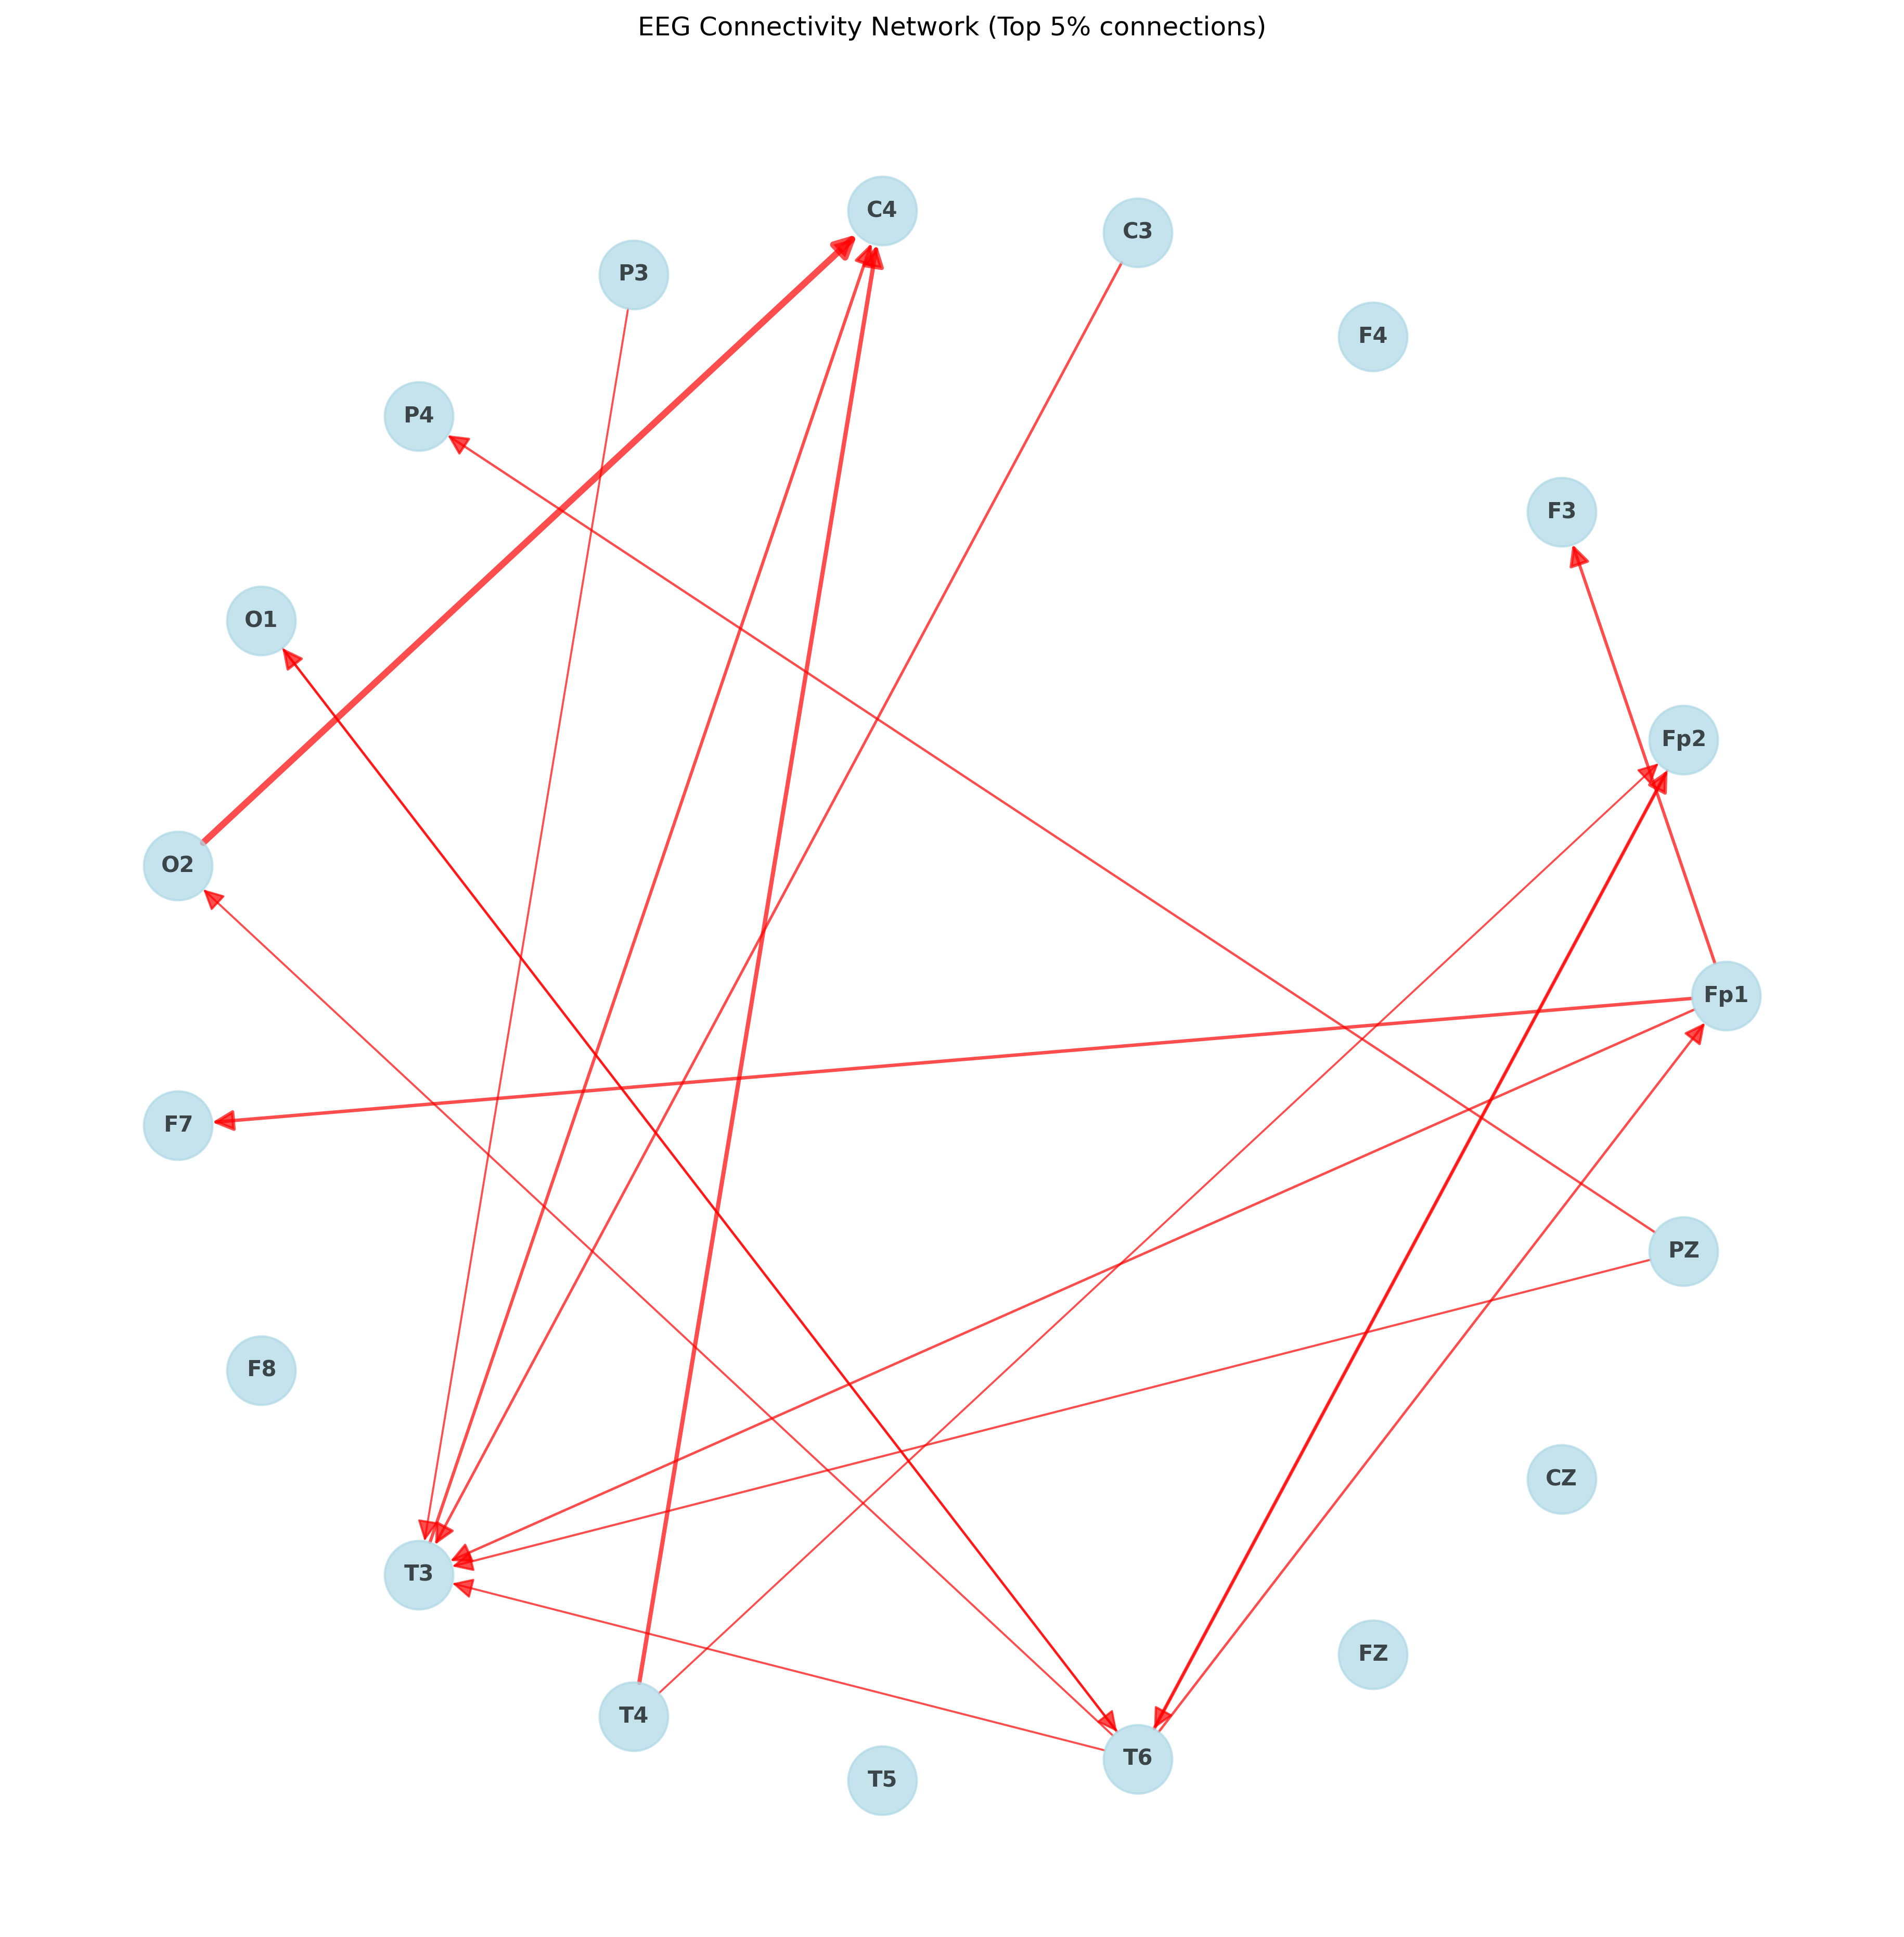 EEG Connectivity Network (Top 5% connections)
C4
C3
P3
F4
P4
F3
O1
Fp2
O2
Fp1
F7
PZ
F8
CZ
T3
FZ
T4
T6
T5